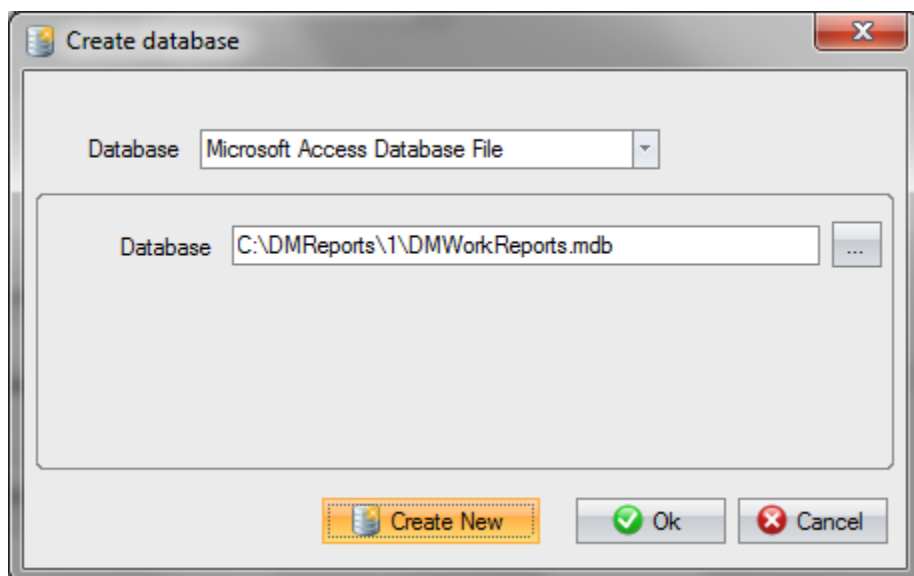 Create database
Database Microsoft Access Database File
Database C:\DMReports\1\DMWorkReports.mdb ...
Create New Ok Cancel